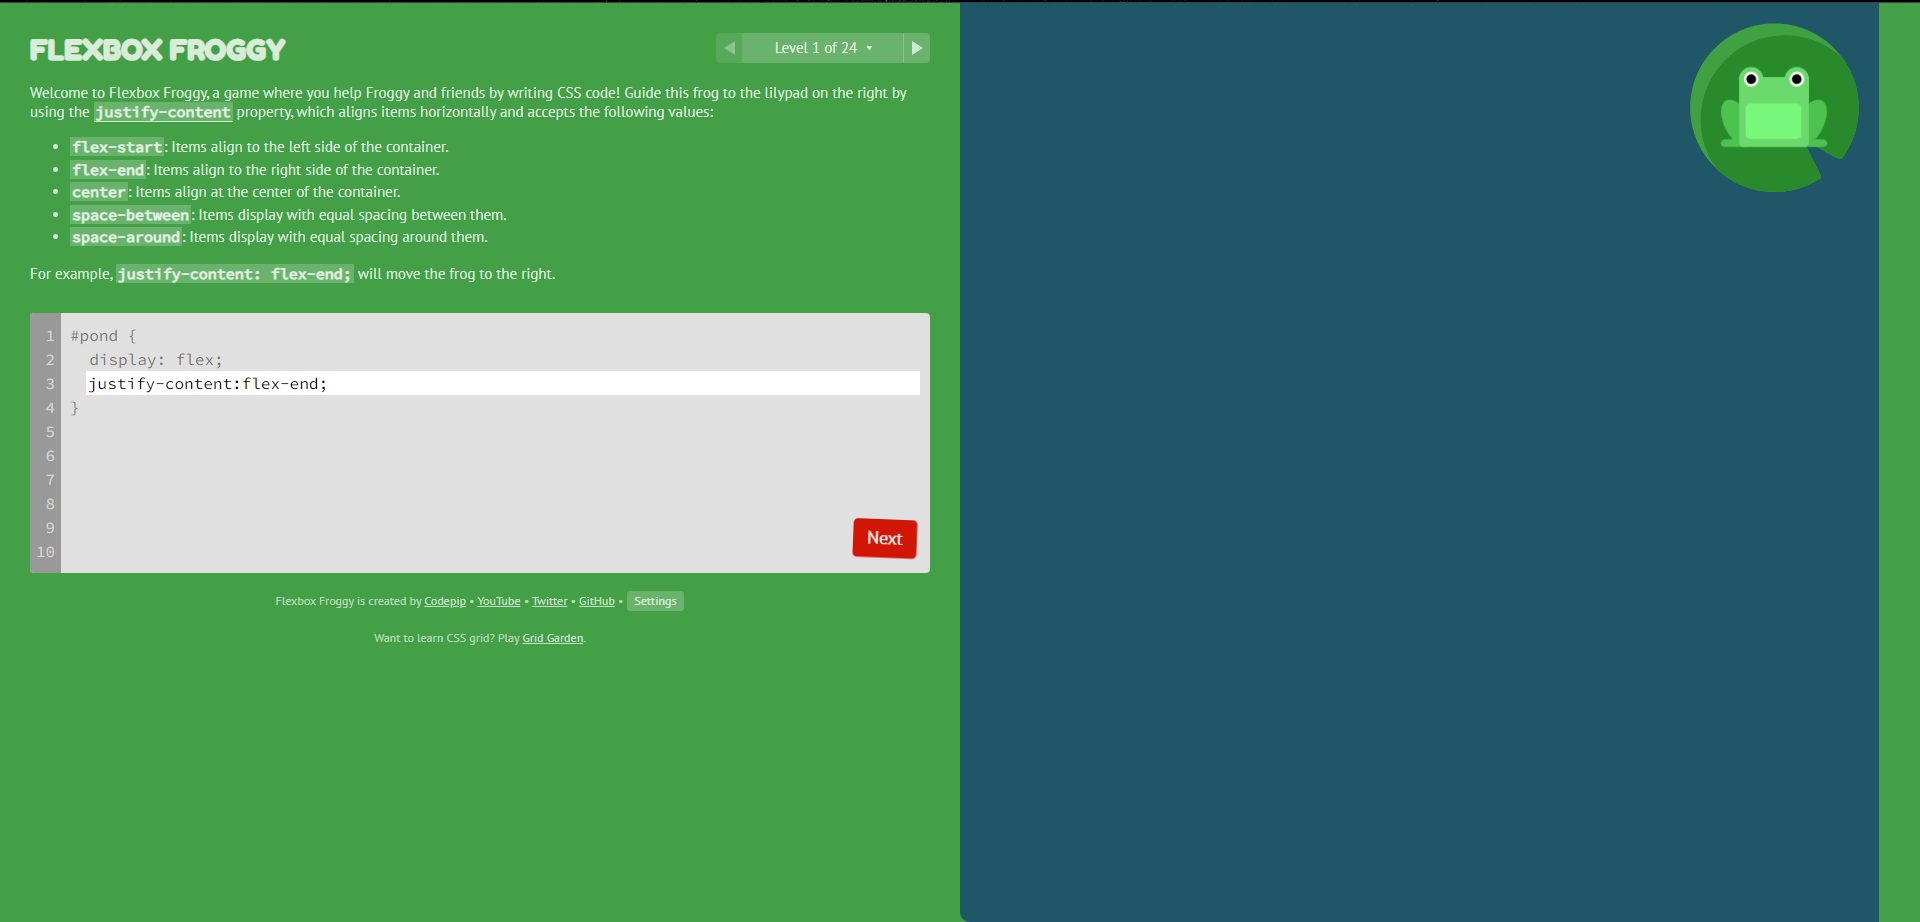 FLEXBOX FROGGY
Level 1 of 24
Welcome to Flexbox Froggy, a game where you help Froggy and friends by writing CSS code! Guide this frog to the lilypad on the right by
using the justify-content property, which aligns items horizontally and accepts the following values:
• flex-start: Items align to the left side of the container.
• flex-end: Items align to the right side of the container.
• center: Items align at the center of the container.
• space-between: Items display with equal spacing between them.
• space-around: Items display with equal spacing around them.
For example, justify-content: flex-end; will move the frog to the right.
1 #pond {
2 display: flex;
3 justify-content:flex-end;
4 }
5
6
7
8
9
10
Next
Flexbox Froggy is created by Codepip • YouTube • Twitter • GitHub • Settings
Want to learn CSS grid? Play Grid Garden.